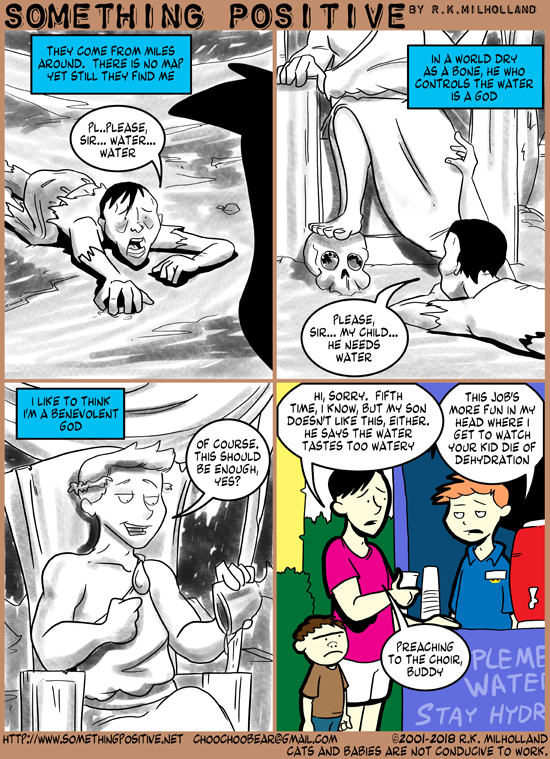 SOMETHING POSITIVE BY R.K.MILHOLLAND
THEY COME FROM MILES
AROUND. THERE IS NO MAP
YET STILL THEY FIND ME
PL..PLEASE,
SIR... WATER...
WATER
IN A WORLD DRY
AS A BONE, HE WHO
CONTROLS THE WATER
IS A GOD
PLEASE,
SIR... MY CHILD...
HE NEEDS
WATER
I LIKE TO THINK
I'M A BENEVOLENT
GOD
OF COURSE.
THIS SHOULD
BE ENOUGH,
YES?
HI, SORRY. FIFTH
TIME, I KNOW, BUT MY SON
DOESN'T LIKE THIS, EITHER.
HE SAYS THE WATER
TASTES TOO WATERY
THIS JOB'S
MORE FUN IN MY
HEAD WHERE I
GET TO WATCH
YOUR KID DIE OF
DEHYDRATION
PREACHING
TO THE CHOIR,
BUDDY
PLEME
WATE
STAY HYDR
HTTP://WWW.SOMETHINGPOSITIVE.NET CHOOCHOOBEAR@GMAIL.COM ©2001-2018 R.K. MILHOLLAND
CATS AND BABIES ARE NOT CONDUCIVE TO WORK.